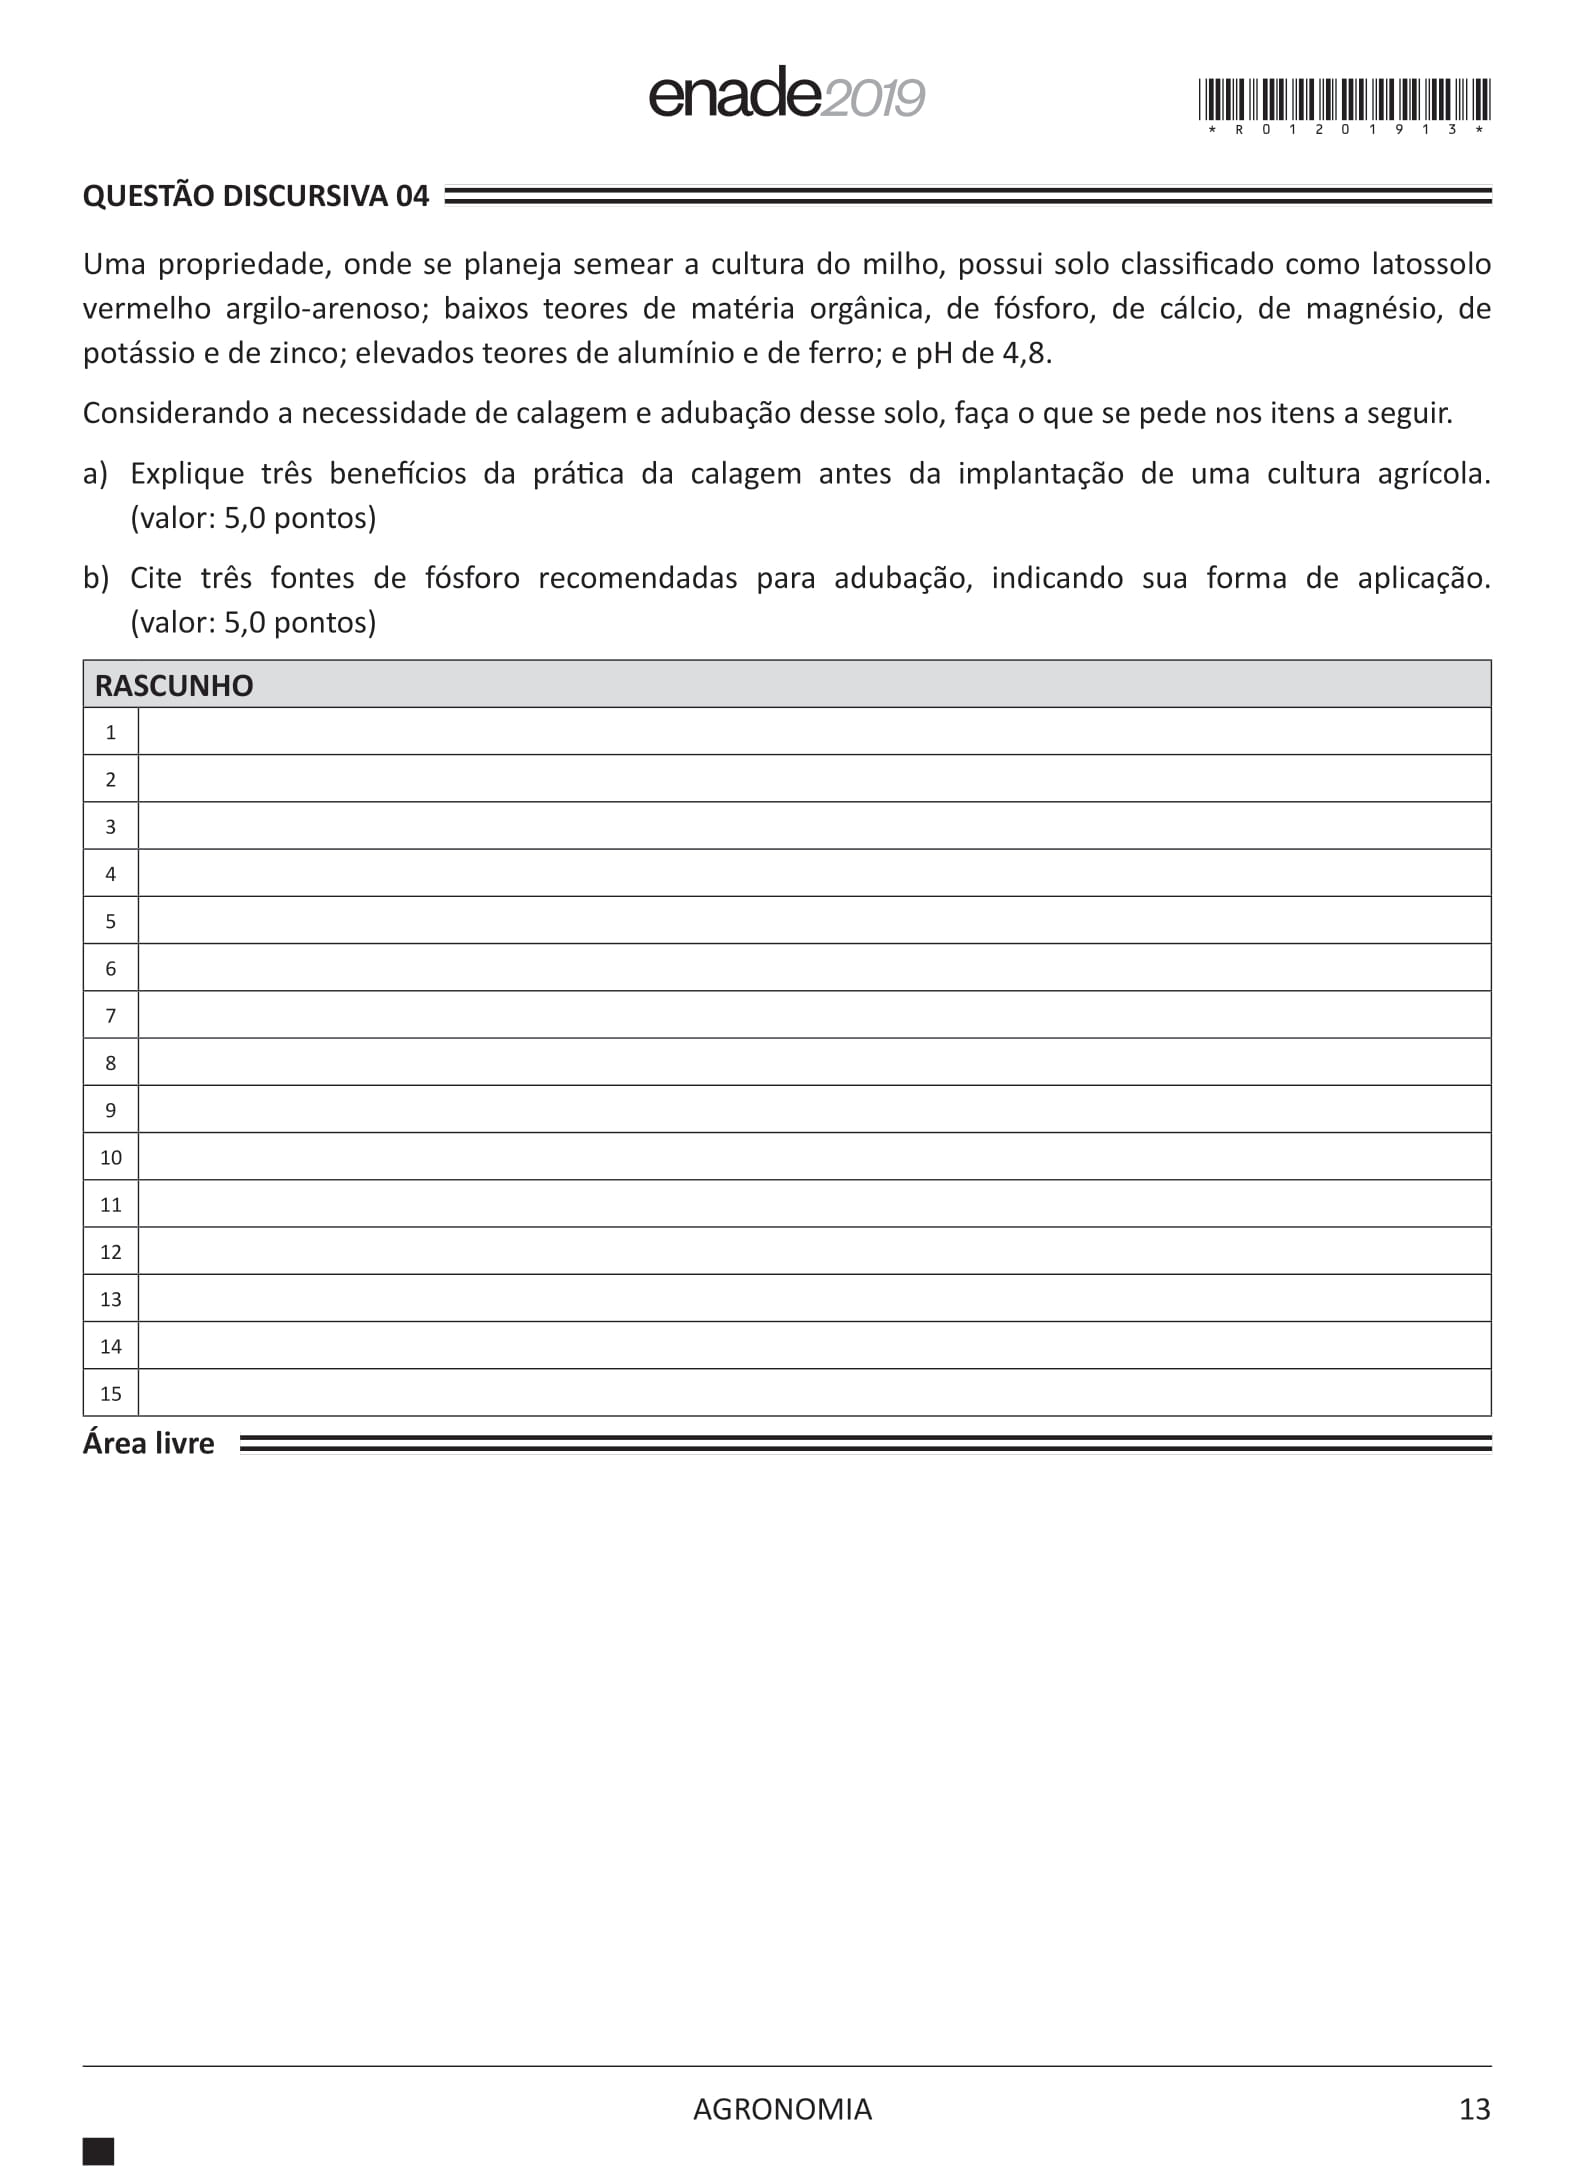 enade2019
*R01201913*
QUESTÃO DISCURSIVA 04
Uma propriedade, onde se planeja semear a cultura do milho, possui solo classificado como latossolo
vermelho argilo-arenoso; baixos teores de matéria orgânica, de fósforo, de cálcio, de magnésio, de
potássio e de zinco; elevados teores de alumínio e de ferro; e pH de 4,8.
Considerando a necessidade de calagem e adubação desse solo, faça o que se pede nos itens a seguir.
a) Explique três benefícios da prática da calagem antes da implantação de uma cultura agrícola.
(valor: 5,0 pontos)
b) Cite três fontes de fósforo recomendadas para adubação, indicando sua forma de aplicação.
(valor: 5,0 pontos)
RASCUNHO
1
2
3
4
5
6
7
8
9
10
11
12
13
14
15
Área livre
AGRONOMIA
13